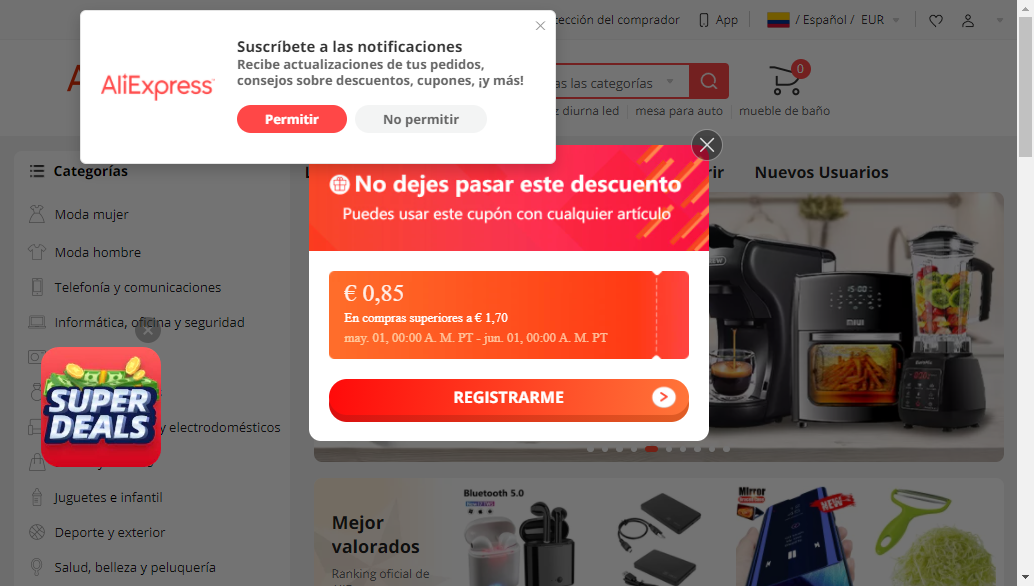 tección del comprador
App
/ Español /
EUR
Suscríbete a las notificaciones
Recibe actualizaciones de tus pedidos,
consejos sobre descuentos, cupones, ¡y más!
AliExpress
Permitir
No permitir
as las categorías
0
diurna led
mesa para auto
mueble de baño
Categorías
Nuevos Usuarios
Moda mujer
Moda hombre
Telefonía y comunicaciones
Informática, oficina y seguridad
y electrodomésticos
Juguetes e infantil
Deporte y exterior
Salud, belleza y peluquería
SUPER
DEALS
No dejes pasar este descuento
Puedes usar este cupón con cualquier artículo
€ 0,85
En compras superiores a € 1,70
may. 01, 00:00 A. M. PT - jun. 01, 00:00 A. M. PT
REGISTRARME
Mejor
valorados
Ranking oficial de
Bluetooth 5.0
Mirror
NEW